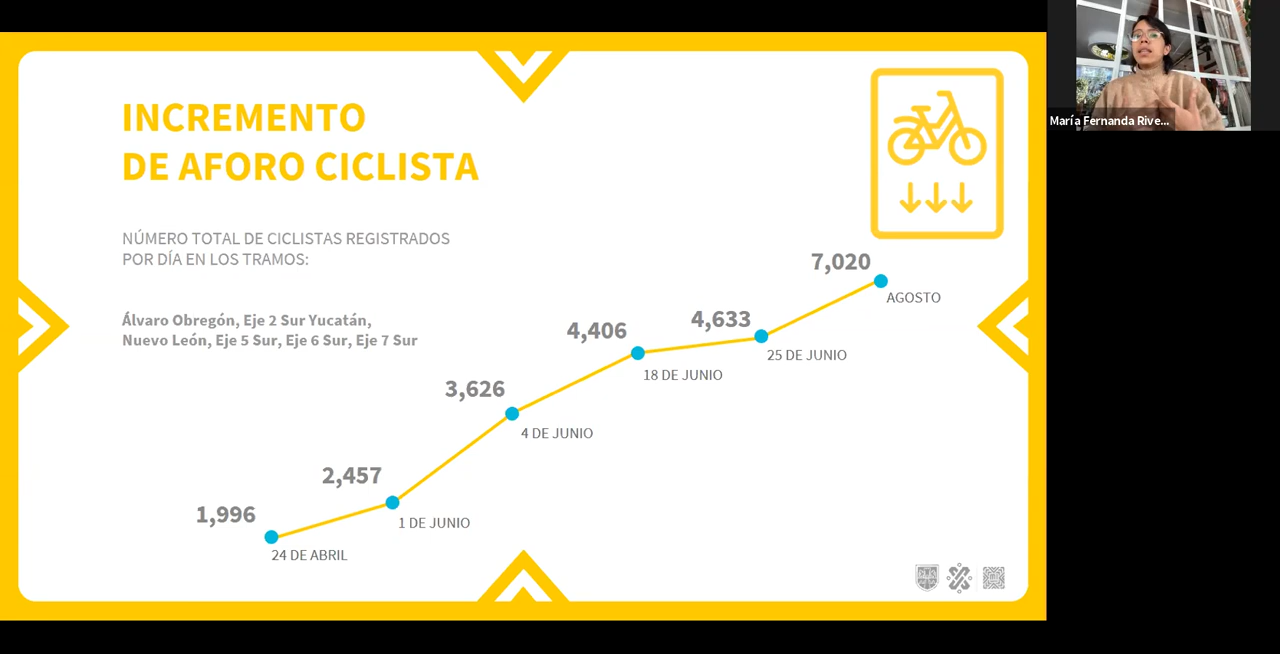 INCREMENTO
DE AFORO CICLISTA
NÚMERO TOTAL DE CICLISTAS REGISTRADOS
POR DÍA EN LOS TRAMOS:
Álvaro Obregón, Eje 2 Sur Yucatán,
Nuevo León, Eje 5 Sur, Eje 6 Sur, Eje 7 Sur
1,996
24 DE ABRIL
2,457
1 DE JUNIO
3,626
4 DE JUNIO
4,406
18 DE JUNIO
4,633
25 DE JUNIO
7,020
AGOSTO
María Fernanda Rive...